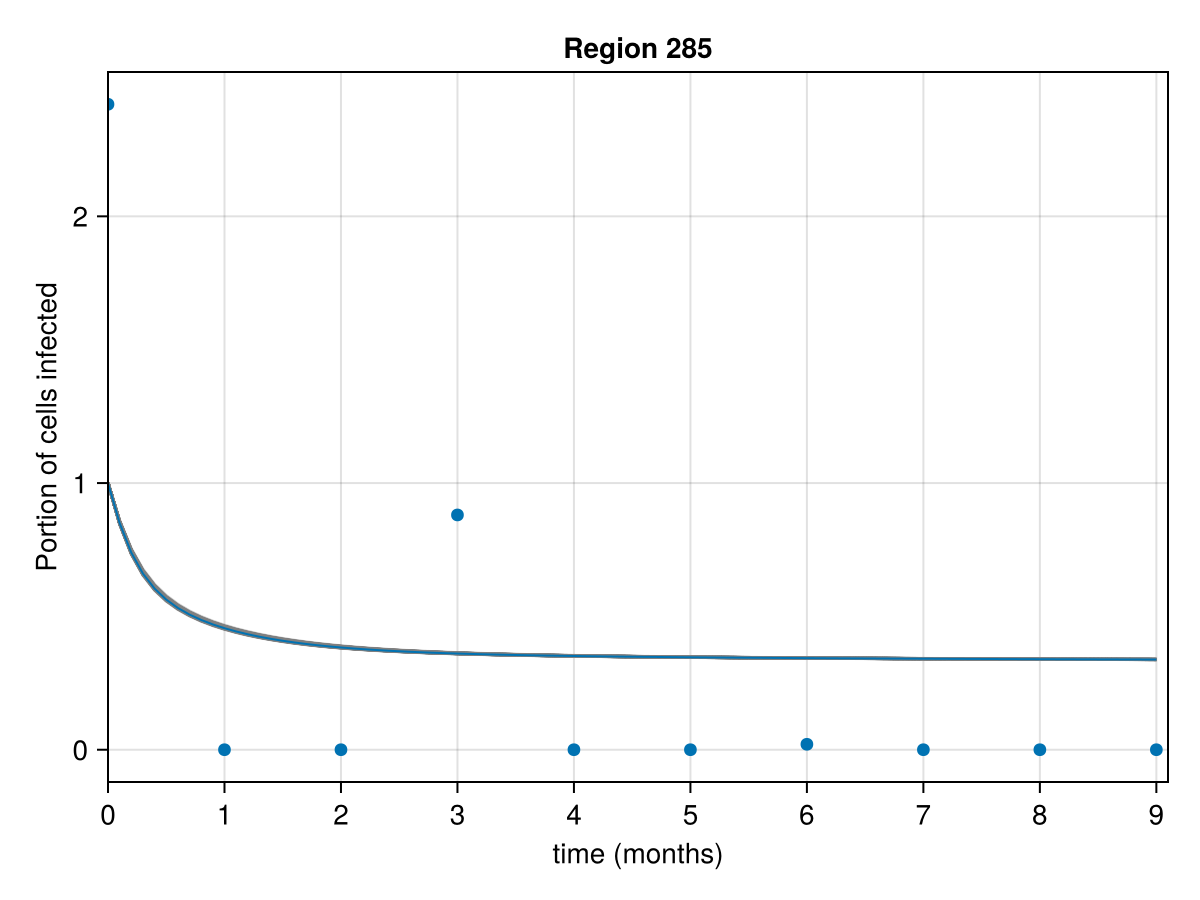 Region 285
Portion of cells infected
2
1
0
0 1 2 3 4 5 6 7 8 9
time (months)